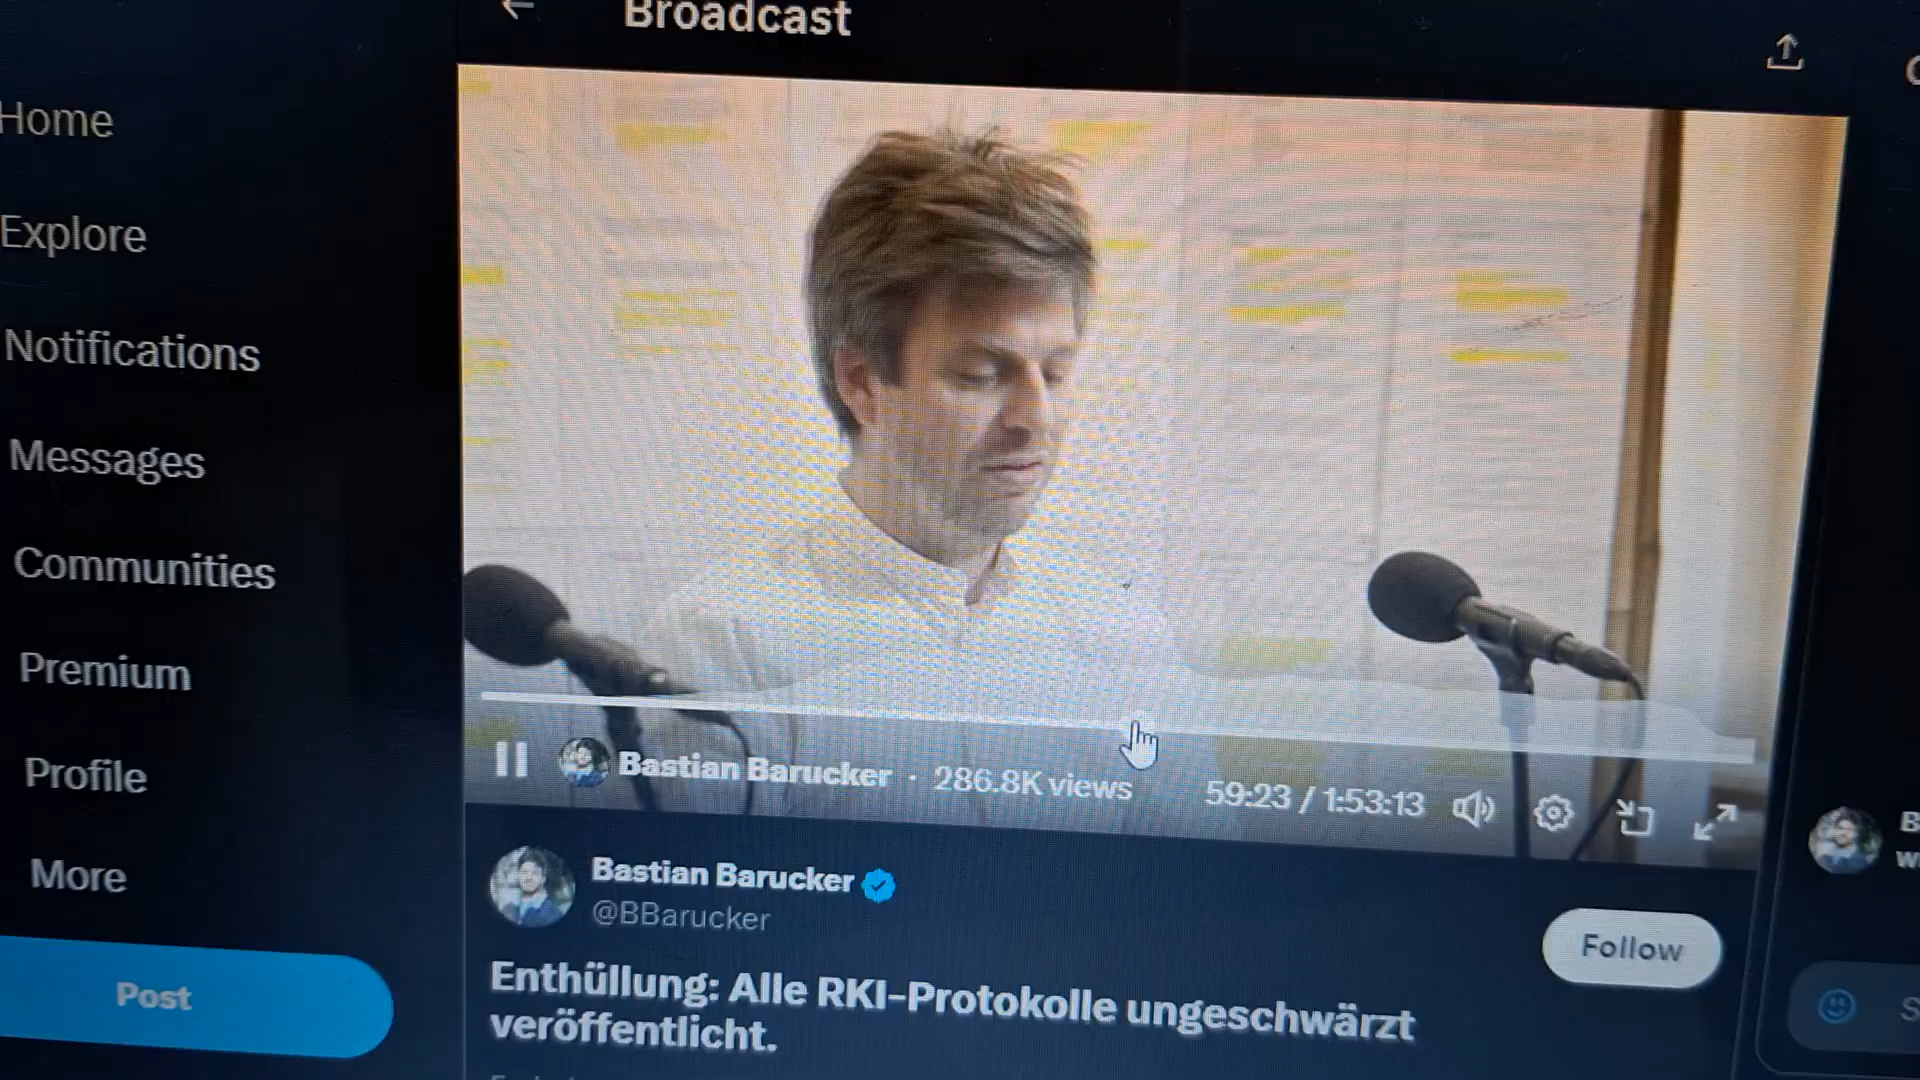 Broadcast
Home
Explore
Notifications
Messages
Communities
Premium
Profile
More
Post
Bastian Barucker · 286.8K views
59:23 / 1:53:13
Bastian Barucker
@BBarucker
Follow
Enthüllung: Alle RKI-Protokolle ungeschwärzt
veröffentlicht.